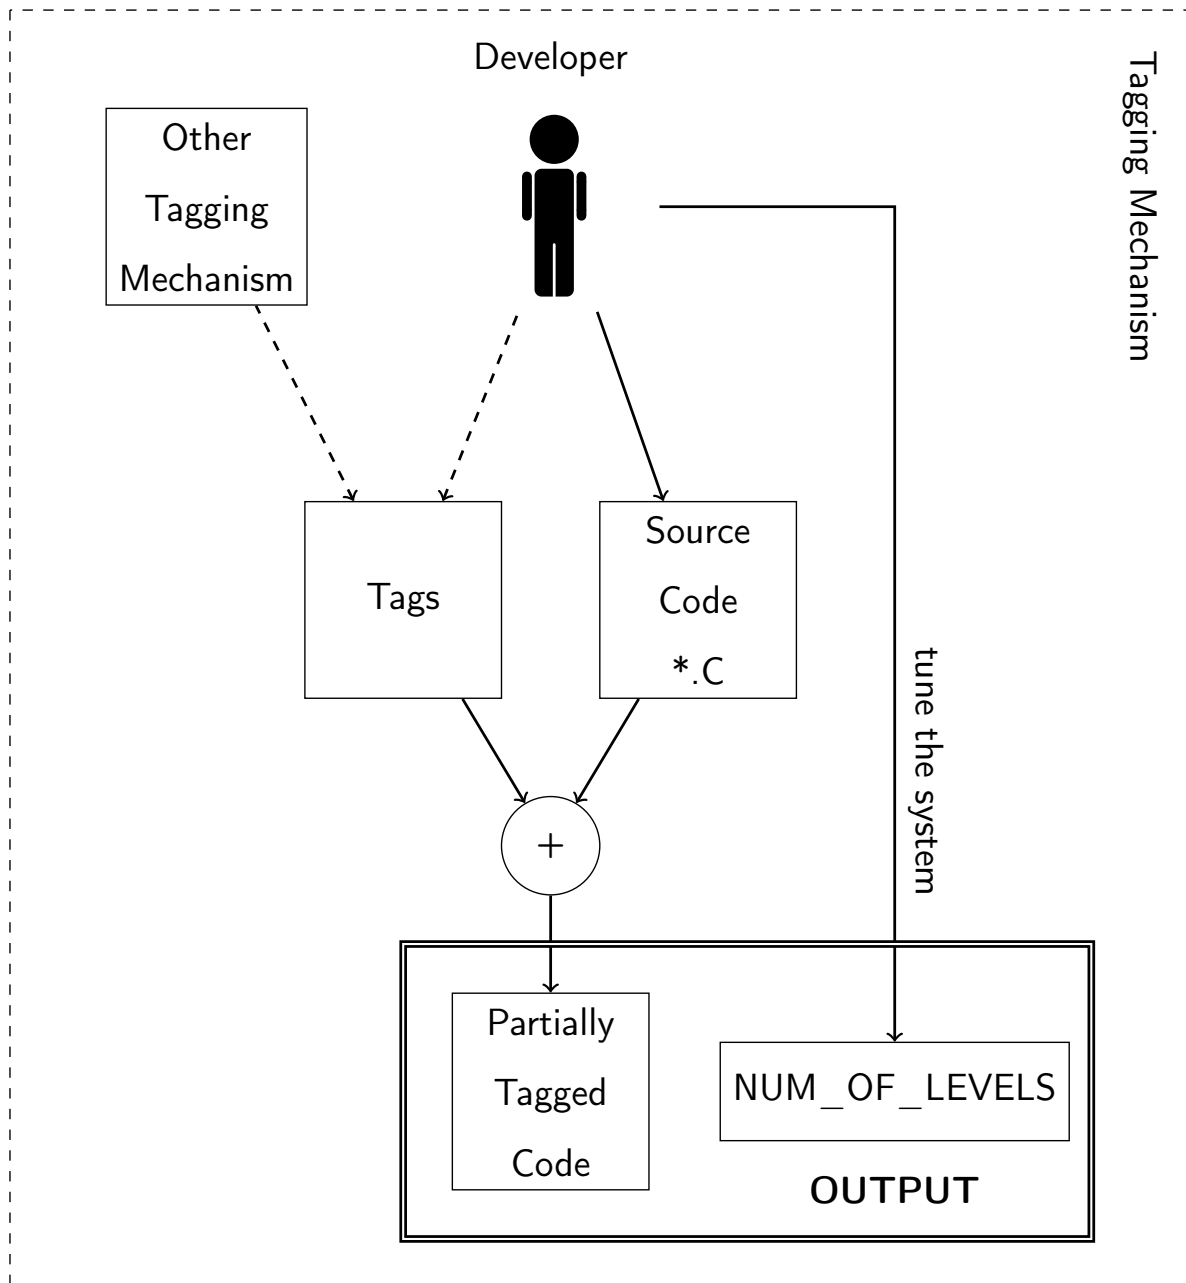 Developer
Tagging Mechanism
Other
Tagging
Mechanism
Tags
Source
Code
*.C
tune the system
+
Partially
Tagged
Code
NUM_OF_LEVELS
OUTPUT